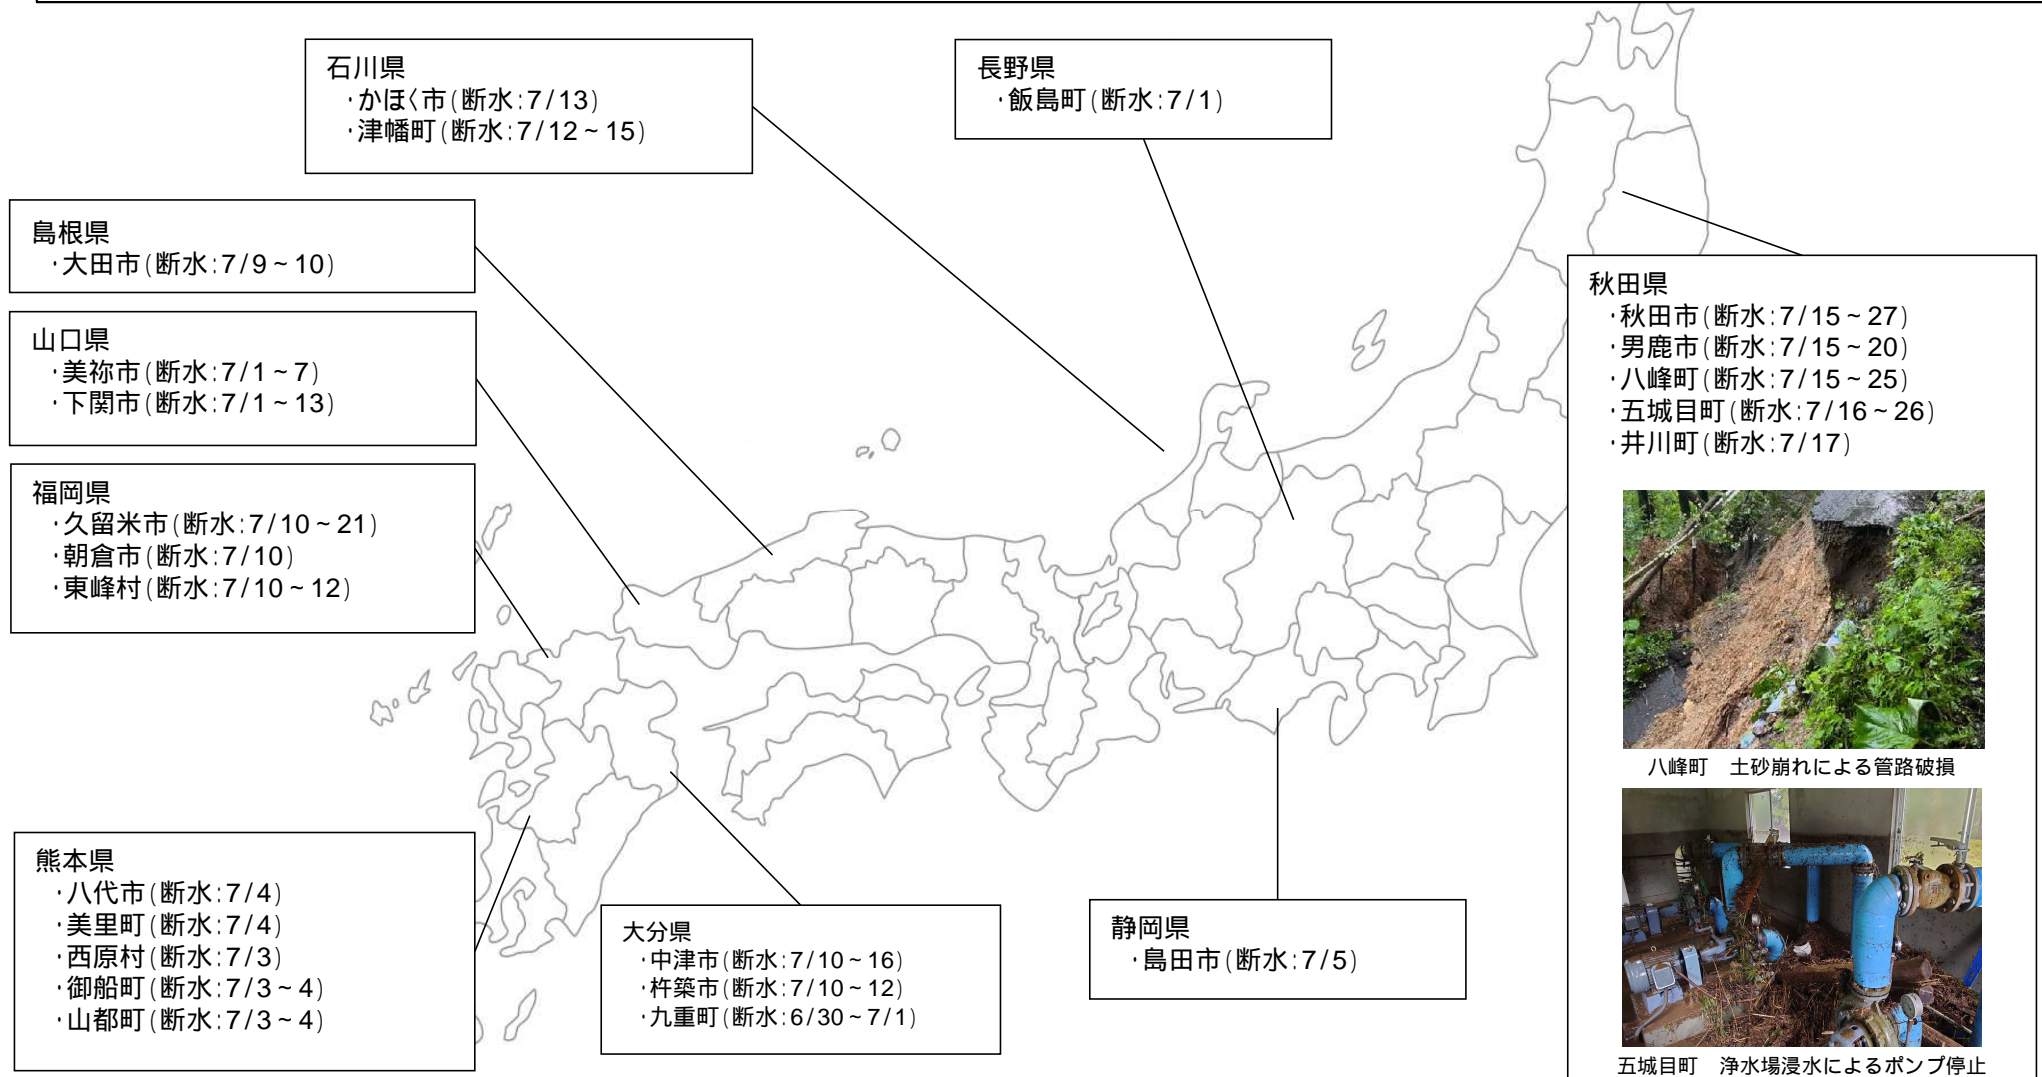 石川県
・かほく市(断水:7/13)
・津幡町(断水:7/12~15)
長野県
・飯島町(断水:7/1)
島根県
・大田市(断水:7/9~10)
山口県
・美祢市(断水:7/1~7)
・下関市(断水:7/1~13)
福岡県
・久留米市(断水:7/10~21)
・朝倉市(断水:7/10)
・東峰村(断水:7/10~12)
熊本県
・八代市(断水:7/4)
・美里町(断水:7/4)
・西原村(断水:7/3)
・御船町(断水:7/3~4)
・山都町(断水:7/3~4)
大分県
・中津市(断水:7/10~16)
・杵築市(断水:7/10~12)
・九重町(断水:6/30~7/1)
静岡県
・島田市(断水:7/5)
秋田県
・秋田市(断水:7/15~27)
・男鹿市(断水:7/15~20)
・八峰町(断水:7/15~25)
・五城目町(断水:7/16~26)
・井川町(断水:7/17)
八峰町　土砂崩れによる管路破損
五城目町　浄水場浸水によるポンプ停止